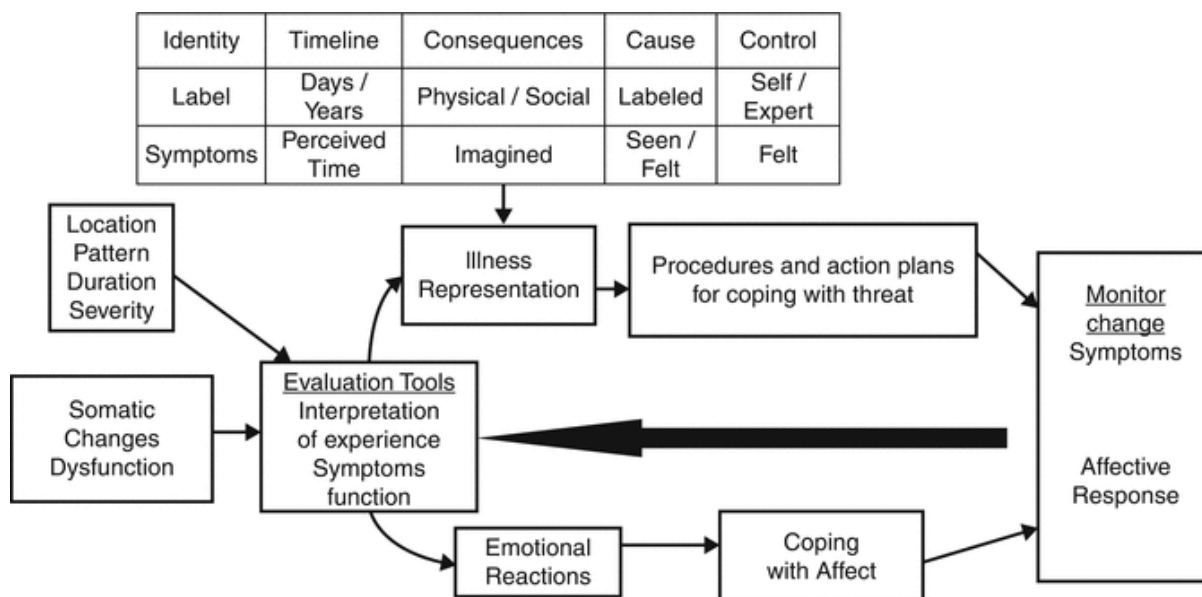 Identity Timeline Consequences Cause Control
Label Days / Years Physical / Social Labeled Self / Expert
Symptoms Perceived Time Imagined Seen / Felt Felt
Location
Pattern
Duration
Severity
Illness
Representation
Procedures and action plans
for coping with threat
Monitor
change
Symptoms
Affective
Response
Somatic
Changes
Dysfunction
Evaluation Tools
Interpretation
of experience
Symptoms
function
Emotional
Reactions
Coping
with Affect